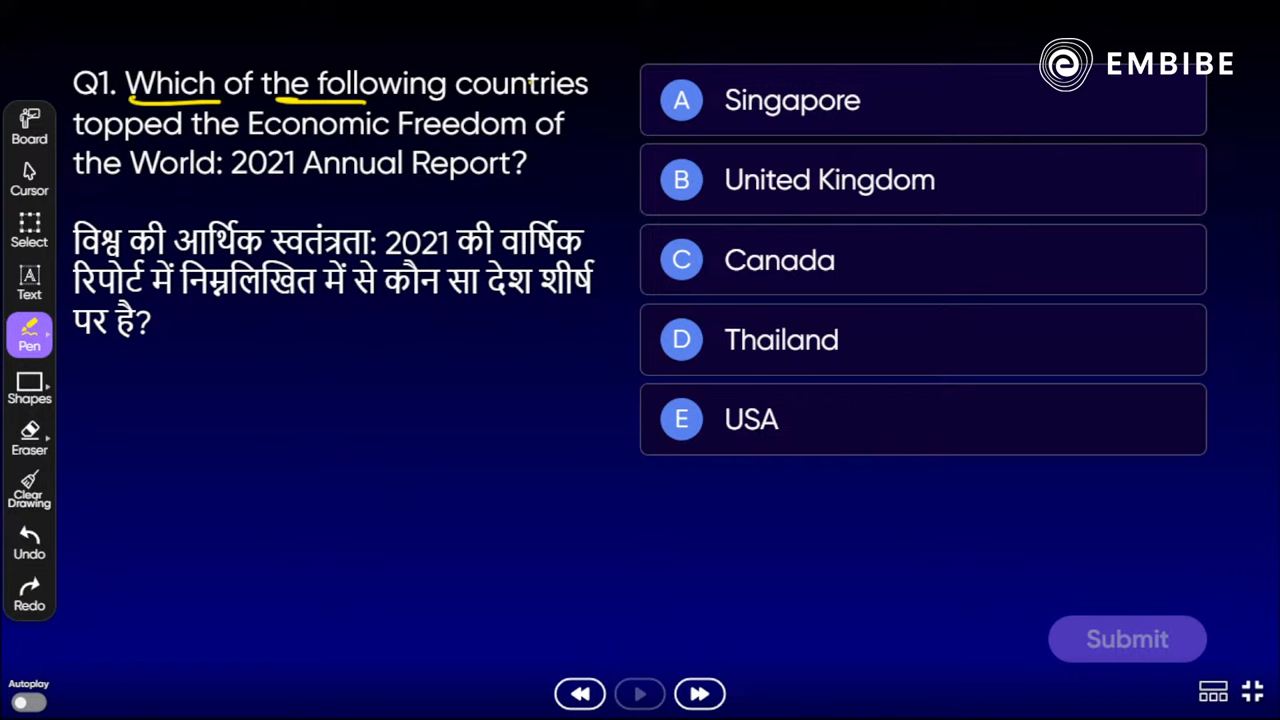 EMBIBE
Q1. Which of the following countries
topped the Economic Freedom of
the World: 2021 Annual Report?
विश्व की आर्थिक स्वतंत्रता: 2021 की वार्षिक
रिपोर्ट में निम्नलिखित में से कौन सा देश शीर्ष
पर है?
A Singapore
B United Kingdom
C Canada
D Thailand
E USA
Board
Cursor
Select
A
Text
Pen
Shapes
Eraser
Clear
Drawing
Undo
Redo
Submit
Autoplay